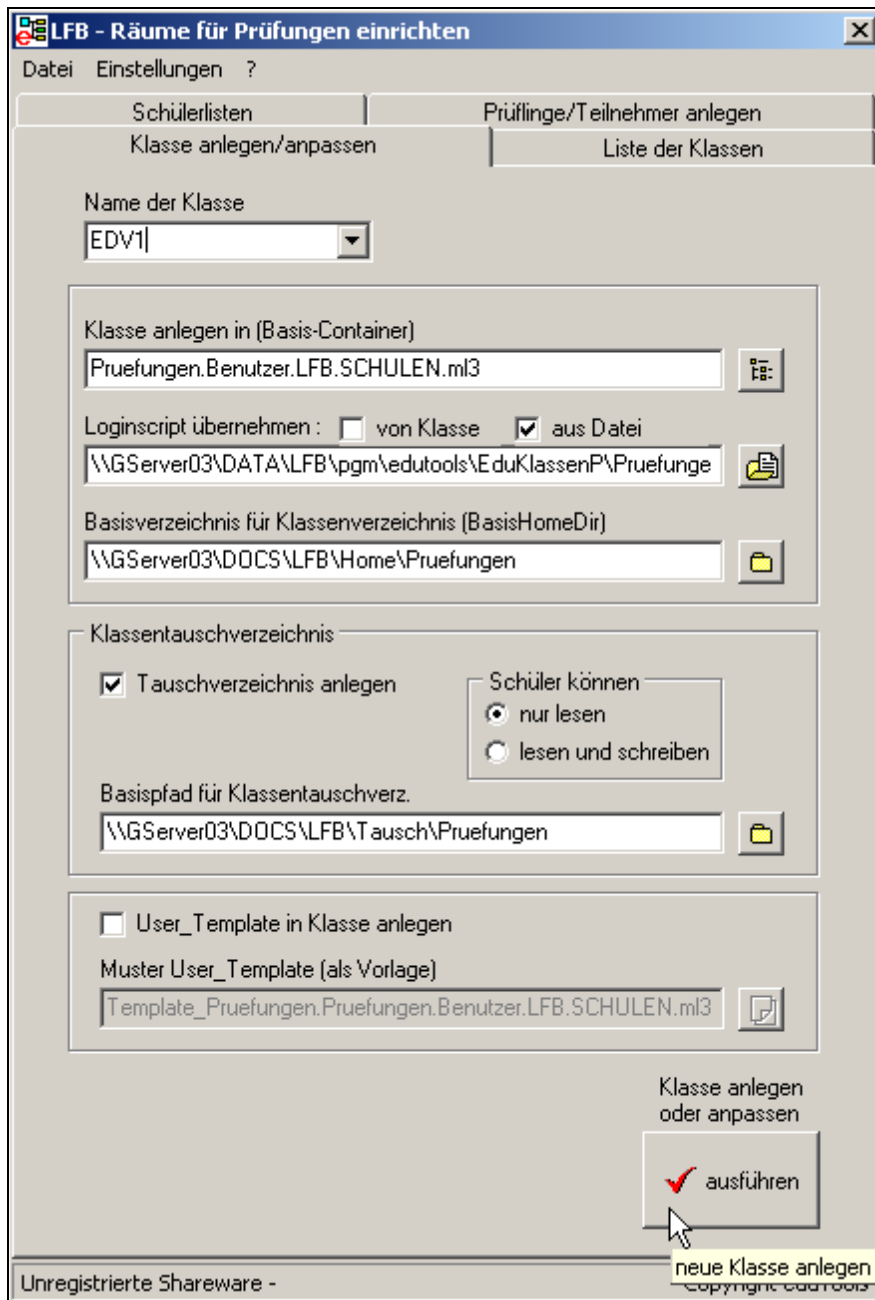 LFB - Räume für Prüfungen einrichten
Datei Einstellungen ?
Schülerlisten Prüflinge/Teilnehmer anlegen
Klasse anlegen/anpassen Liste der Klassen
Name der Klasse
EDV1
Klasse anlegen in (Basis-Container)
Pruefungen.Benutzer.LFB.SCHULEN.ml3
Loginscript übernehmen : von Klasse aus Datei
\\GServer03\DATA\LFB\pgm\edutools\EduKlassenP\Pruefunge
Basisverzeichnis für Klassenverzeichnis (BasisHomeDir)
\\GServer03\DOCS\LFB\Home\Pruefungen
Klassentauschverzeichnis
Tauschverzeichnis anlegen
Schüler können
nur lesen
lesen und schreiben
Basispfad für Klassentauschverz.
\\GServer03\DOCS\LFB\Tausch\Pruefungen
User_Template in Klasse anlegen
Muster User_Template (als Vorlage)
Template_Pruefungen.Pruefungen.Benutzer.LFB.SCHULEN.ml3
Klasse anlegen
oder anpassen
ausführen
neue Klasse anlegen
Unregistrierte Shareware -